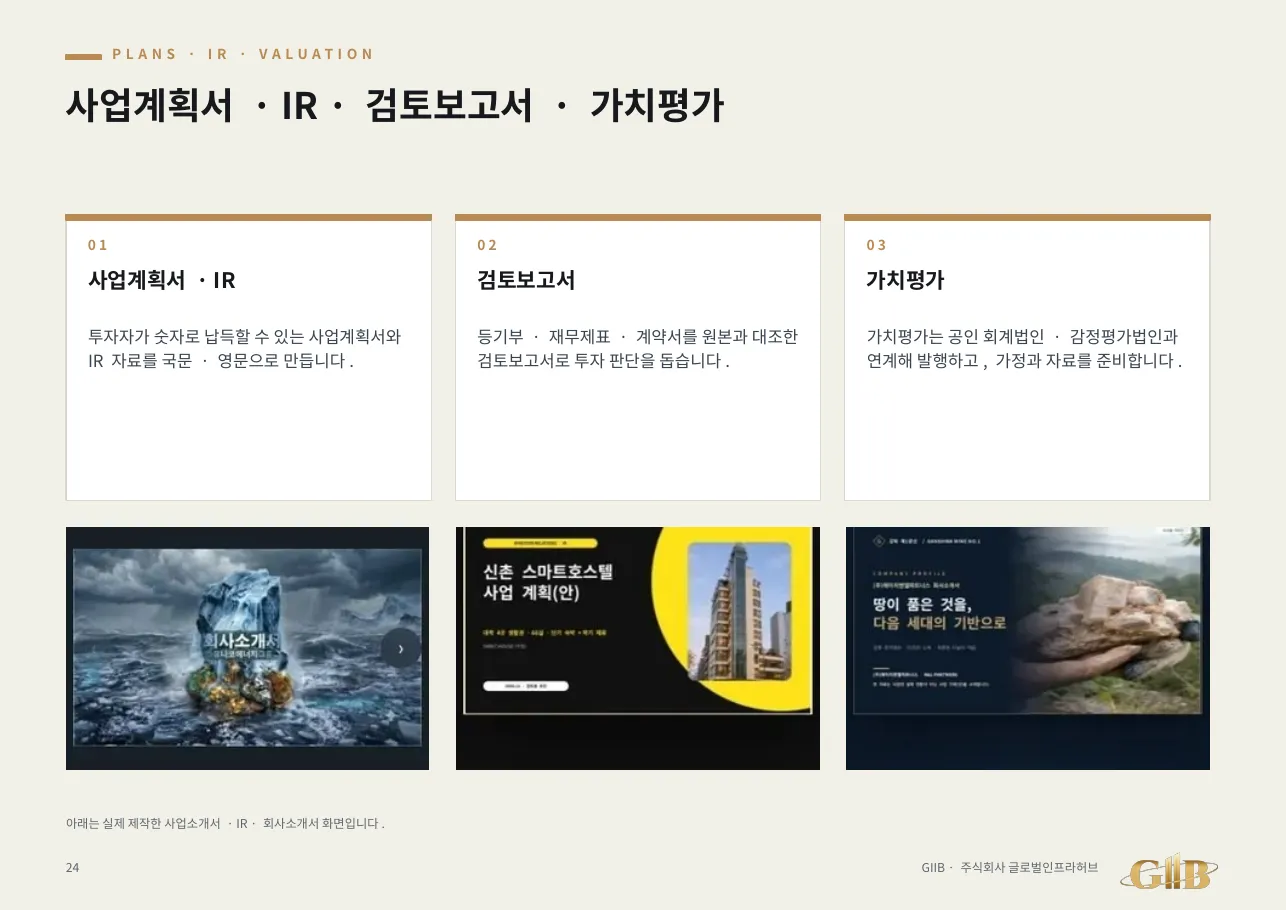 PLANS · IR · VALUATION
사업계획서 · IR · 검토보고서 · 가치평가
01
사업계획서 · IR
투자자가 숫자로 납득할 수 있는 사업계획서와
IR 자료를 국문 · 영문으로 만듭니다.
02
검토보고서
등기부 · 재무제표 · 계약서를 원본과 대조한
검토보고서로 투자 판단을 돕습니다.
03
가치평가
가치평가는 공인 회계법인 · 감정평가법인과
연계해 발행하고, 가정과 자료를 준비합니다.
회사소개서
신촌 스마트호스텔
사업 계획(안)
COMPANY PROFILE
땅이 품은 것을,
다음 세대의 기반으로
아래는 실제 제작한 사업소개서 · IR · 회사소개서 화면입니다.
24
GIIB · 주식회사 글로벌인프라허브
GIIB